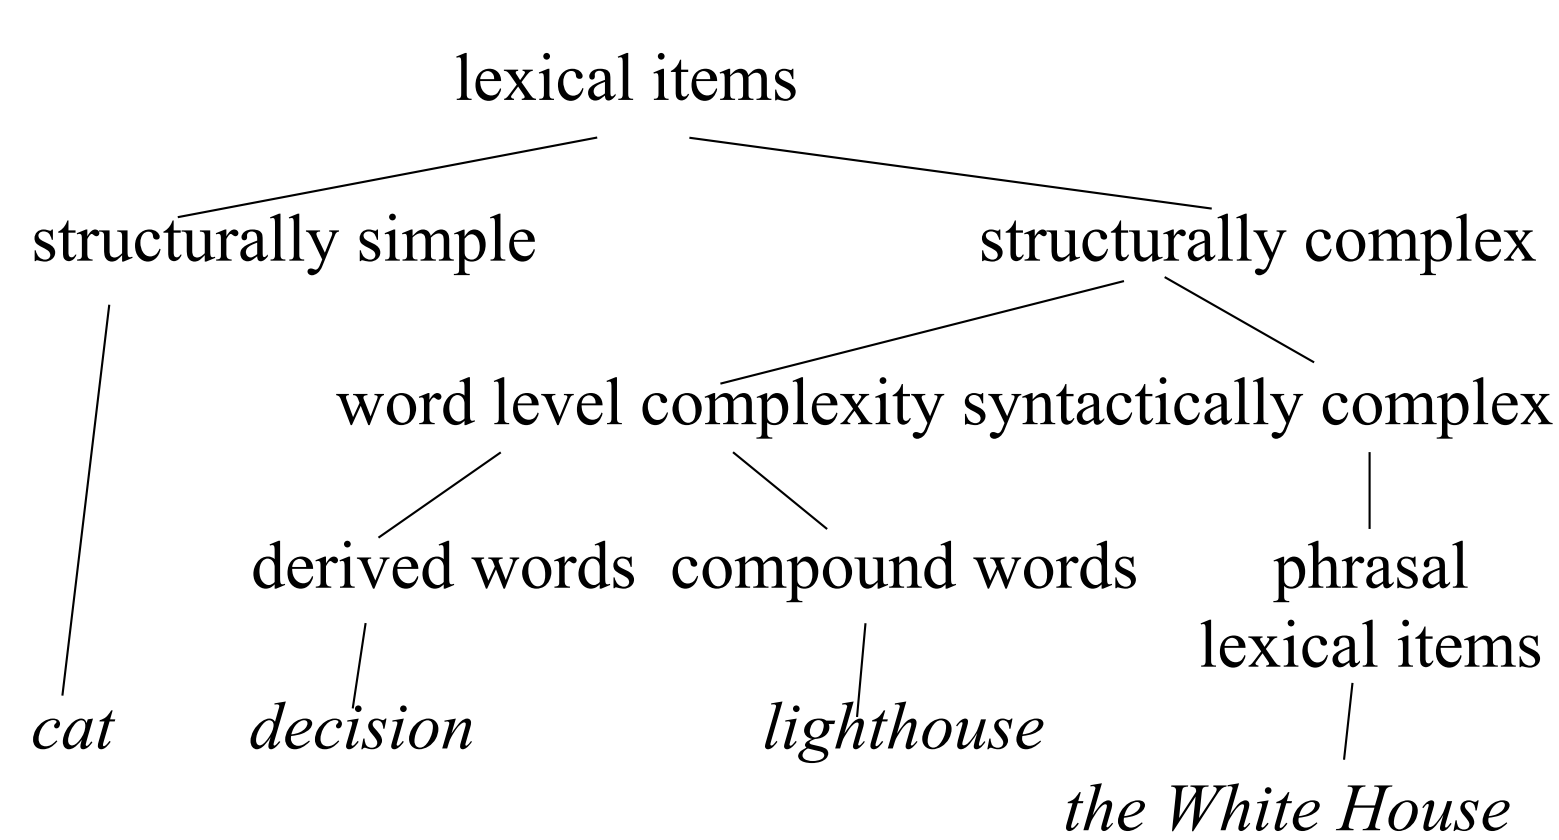 lexical items
structurally simple structurally complex
word level complexity syntactically complex
derived words compound words phrasal
lexical items
cat decision lighthouse
the White House